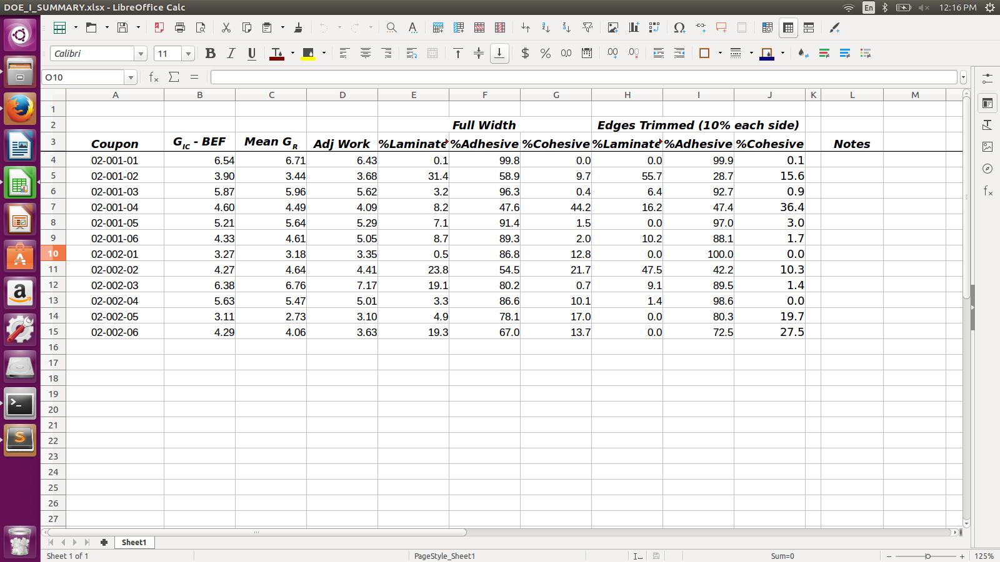 DOE_I_SUMMARY.xlsx - LibreOffice Calc
En
12:16 PM
Calibri
11
O10
A B C D E F G H I J K L M
1
2 Full Width Edges Trimmed (10% each side)
3 Coupon GIC - BEF Mean GR Adj Work %Laminate %Adhesive %Cohesive %Laminate %Adhesive %Cohesive Notes
4 02-001-01 6.54 6.71 6.43 0.1 99.8 0.0 0.0 99.9 0.1
5 02-001-02 3.90 3.44 3.68 31.4 58.9 9.7 55.7 28.7 15.6
6 02-001-03 5.87 5.96 5.62 3.2 96.3 0.4 6.4 92.7 0.9
7 02-001-04 4.60 4.49 4.09 8.2 47.6 44.2 16.2 47.4 36.4
8 02-001-05 5.21 5.64 5.29 7.1 91.4 1.5 0.0 97.0 3.0
9 02-001-06 4.33 4.61 5.05 8.7 89.3 2.0 10.2 88.1 1.7
10 02-002-01 3.27 3.18 3.35 0.5 86.8 12.8 0.0 100.0 0.0
11 02-002-02 4.27 4.64 4.41 23.8 54.5 21.7 47.5 42.2 10.3
12 02-002-03 6.38 6.76 7.17 19.1 80.2 0.7 9.1 89.5 1.4
13 02-002-04 5.63 5.47 5.01 3.3 86.6 10.1 1.4 98.6 0.0
14 02-002-05 3.11 2.73 3.10 4.9 78.1 17.0 0.0 80.3 19.7
15 02-002-06 4.29 4.06 3.63 19.3 67.0 13.7 0.0 72.5 27.5
16
17
18
19
20
21
22
23
24
25
26
27
Sheet1
Sheet 1 of 1
PageStyle_Sheet1
Sum=0
125%